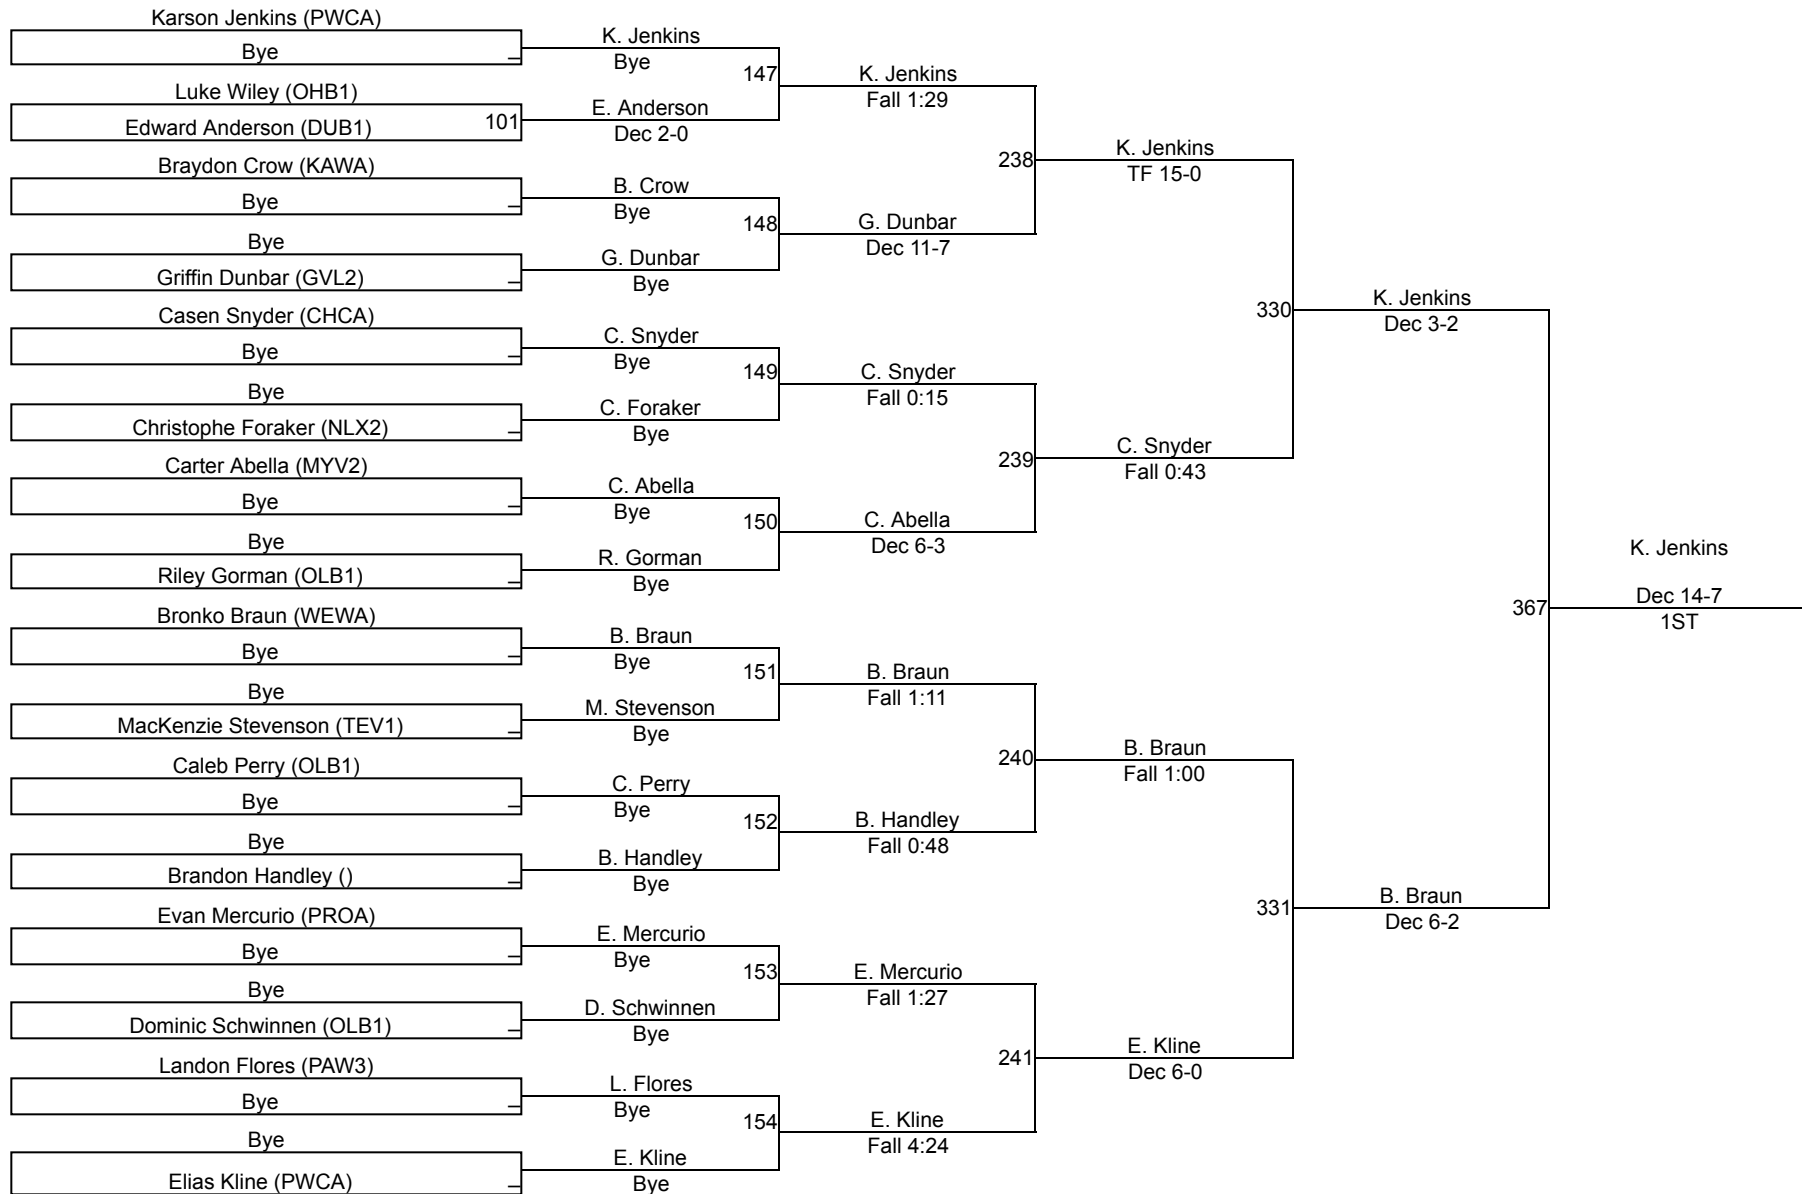 Karson Jenkins (PWCA)
Bye
Luke Wiley (OHB1)
Edward Anderson (DUB1) 101
Braydon Crow (KAWA)
Bye
Bye
Griffin Dunbar (GVL2)
Casen Snyder (CHCA)
Bye
Bye
Christophe Foraker (NLX2)
Carter Abella (MYV2)
Bye
Bye
Riley Gorman (OLB1)
Bronko Braun (WEWA)
Bye
Bye
MacKenzie Stevenson (TEV1)
Caleb Perry (OLB1)
Bye
Bye
Brandon Handley ()
Evan Mercurio (PROA)
Bye
Bye
Dominic Schwinnen (OLB1)
Landon Flores (PAW3)
Bye
Bye
Elias Kline (PWCA)
K. Jenkins
Bye
147
E. Anderson
Dec 2-0
B. Crow
Bye
148
G. Dunbar
Bye
C. Snyder
Bye
149
C. Foraker
Bye
C. Abella
Bye
150
R. Gorman
Bye
B. Braun
Bye
151
M. Stevenson
Bye
C. Perry
Bye
152
B. Handley
Bye
E. Mercurio
Bye
153
D. Schwinnen
Bye
L. Flores
Bye
154
E. Kline
Bye
K. Jenkins
Fall 1:29
238
G. Dunbar
Dec 11-7
C. Snyder
Fall 0:15
239
C. Abella
Dec 6-3
B. Braun
Fall 1:11
240
B. Handley
Fall 0:48
E. Mercurio
Fall 1:27
241
E. Kline
Fall 4:24
K. Jenkins
TF 15-0
330
C. Snyder
Fall 0:43
B. Braun
Fall 1:00
331
E. Kline
Dec 6-0
K. Jenkins
Dec 3-2
367
B. Braun
Dec 6-2
K. Jenkins
Dec 14-7
1ST